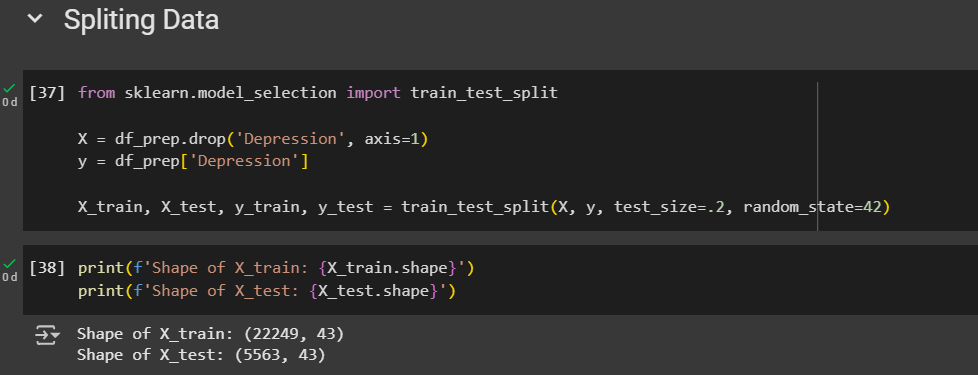 Spliting Data
[37] from sklearn.model_selection import train_test_split
0d
X = df_prep.drop('Depression', axis=1)
y = df_prep['Depression']
X_train, X_test, y_train, y_test = train_test_split(X, y, test_size=.2, random_state=42)
[38] print(f'Shape of X_train: {X_train.shape}')
0d
print(f'Shape of X_test: {X_test.shape}')
Shape of X_train: (22249, 43)
Shape of X_test: (5563, 43)